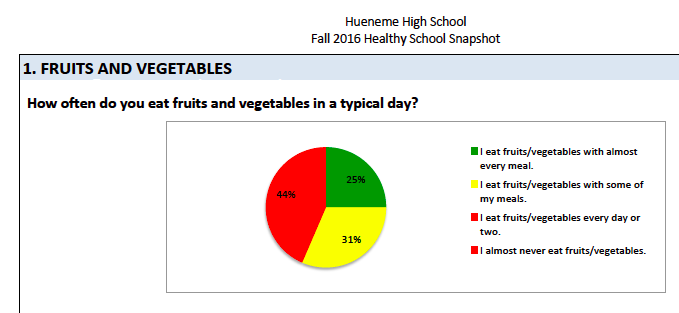 Hueneme High School
Fall 2016 Healthy School Snapshot
1. FRUITS AND VEGETABLES
How often do you eat fruits and vegetables in a typical day?
25%
44%
31%
I eat fruits/vegetables with almost
every meal.
I eat fruits/vegetables with some of
my meals.
I eat fruits/vegetables every day or
two.
I almost never eat fruits/vegetables.